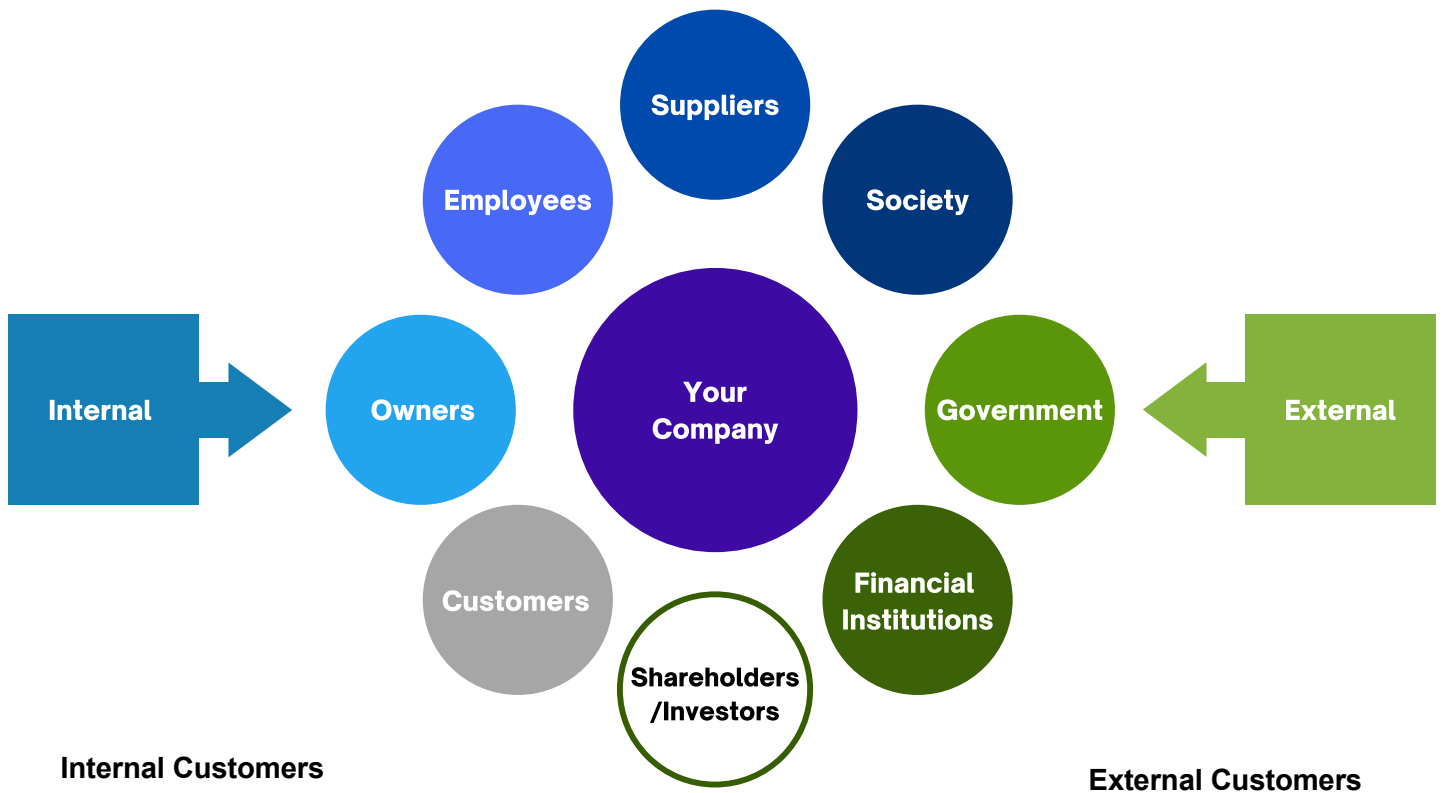 Suppliers
Employees
Society
Internal
Owners
Your
Company
Government
External
Customers
Financial
Institutions
Shareholders
/Investors
Internal Customers
External Customers